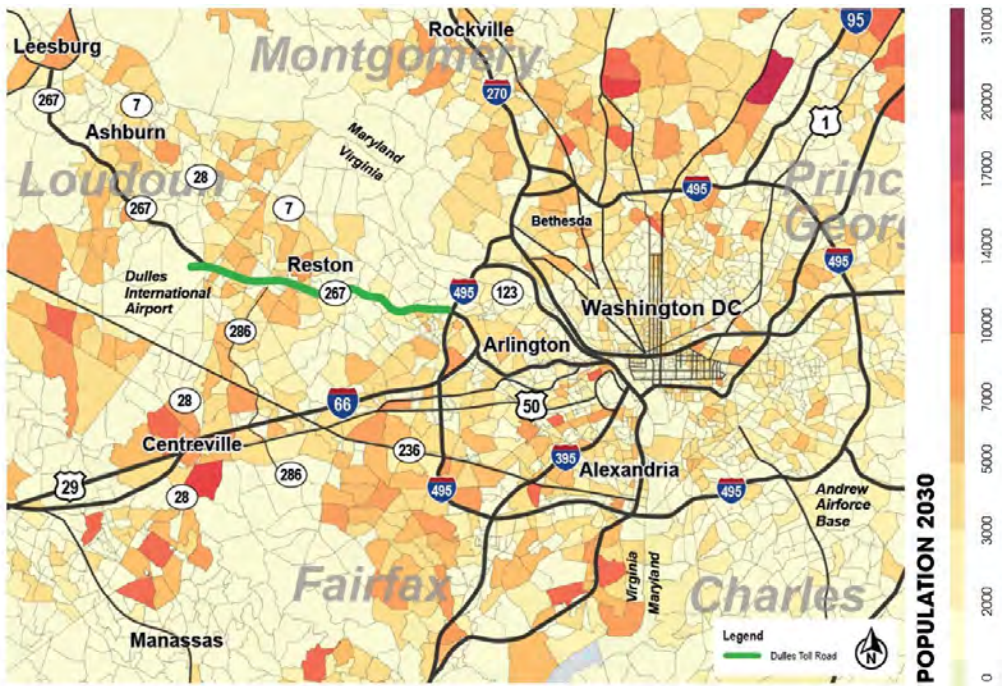 Leesburg
Montgomery
Rockville
95
270
267
7
Ashburn
1
Maryland
Virginia
28
Loudoun
495
Princ
Georg
267
7
Bethesda
Reston
495
Dulles
International
Airport
267
495
123
Washington DC
286
Arlington
66
50
28
Centreville
236
395
Alexandria
29
286
28
495
495
Andrew
Airforce
Base
Virginia
Maryland
Fairfax
Charles
Manassas
Legend
Dulles Toll Road
N
POPULATION 2030
31000
20000
17000
14000
10000
7000
5000
3000
2000
0